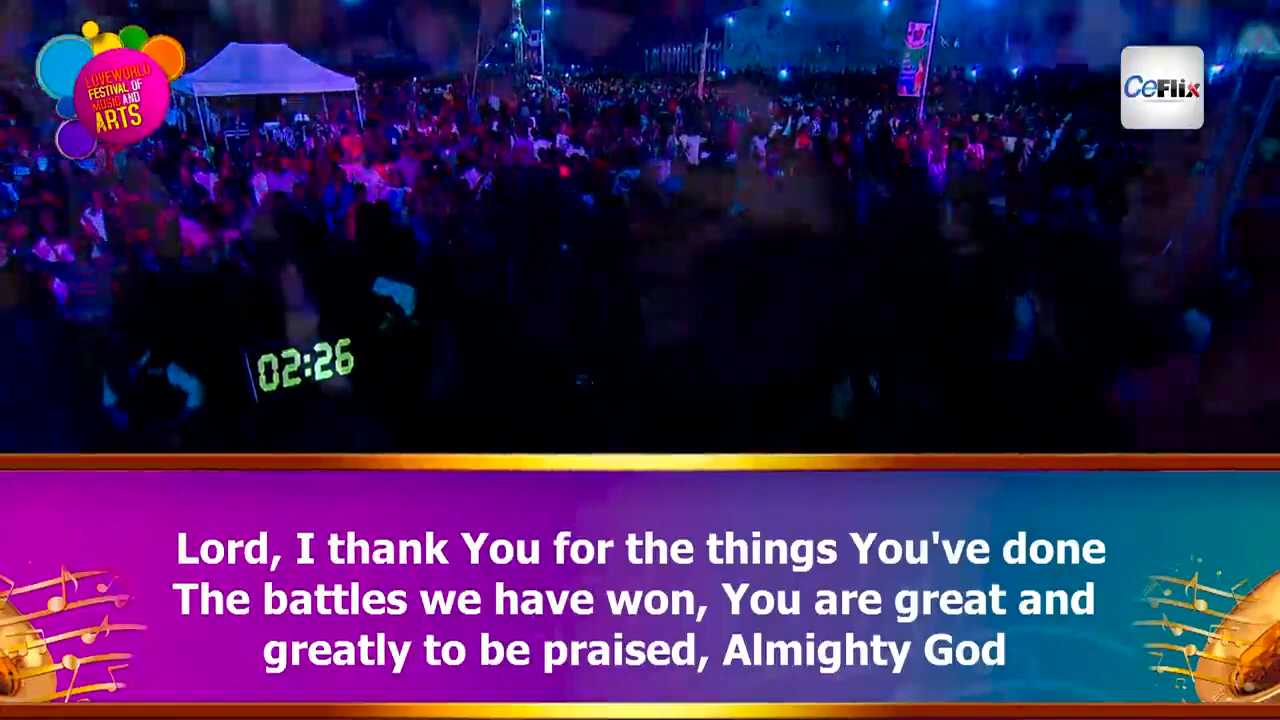 LOVEWORLD
FESTIVAL OF
MUSIC AND
ARTS
CeFlix
02:26
Lord, I thank You for the things You've done
The battles we have won, You are great and
greatly to be praised, Almighty God